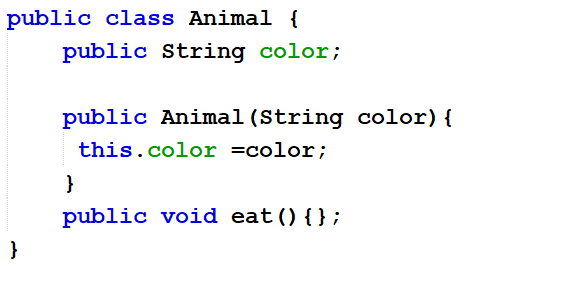 public class Animal {
public String color;
public Animal(String color){
this.color =color;
}
public void eat(){};
}